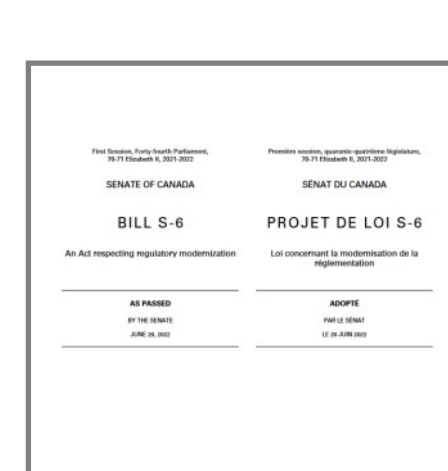 First Session, Forty-fourth Parliament,
70-71 Elizabeth II, 2021-2022
SENATE OF CANADA
BILL S-6
An Act respecting regulatory modernization
AS PASSED
BY THE SENATE
JUNE 20, 2022
Première session, quarante-quatrième législature,
70-71 Elizabeth II, 2021-2022
SÉNAT DU CANADA
PROJET DE LOI S-6
Loi concernant la modernisation de la
réglementation
ADOPTÉ
PAR LE SÉNAT
LE 20 JUIN 2022